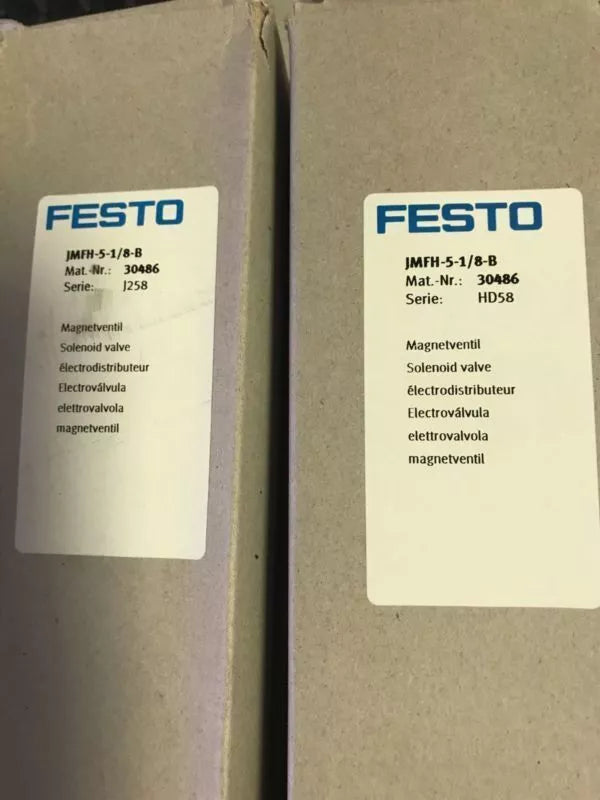 FESTO
JMFH-5-1/8-B
Mat.-Nr.: 30486
Serie: J258
Magnetventil
Solenoid valve
électrodistributeur
Electroválvula
elettrovalvola
magnetventil
FESTO
JMFH-5-1/8-B
Mat.-Nr.: 30486
Serie: HD58
Magnetventil
Solenoid valve
électrodistributeur
Electroválvula
elettrovalvola
magnetventil